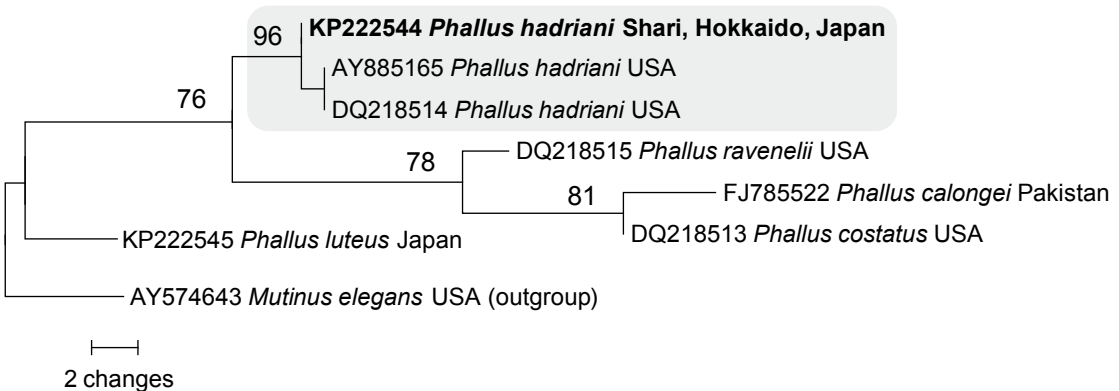 96
KP222544 Phallus hadriani Shari, Hokkaido, Japan
AY885165 Phallus hadriani USA
76
DQ218514 Phallus hadriani USA
78
DQ218515 Phallus ravenelii USA
81
FJ785522 Phallus calongei Pakistan
DQ218513 Phallus costatus USA
KP222545 Phallus luteus Japan
AY574643 Mutinus elegans USA (outgroup)
2 changes